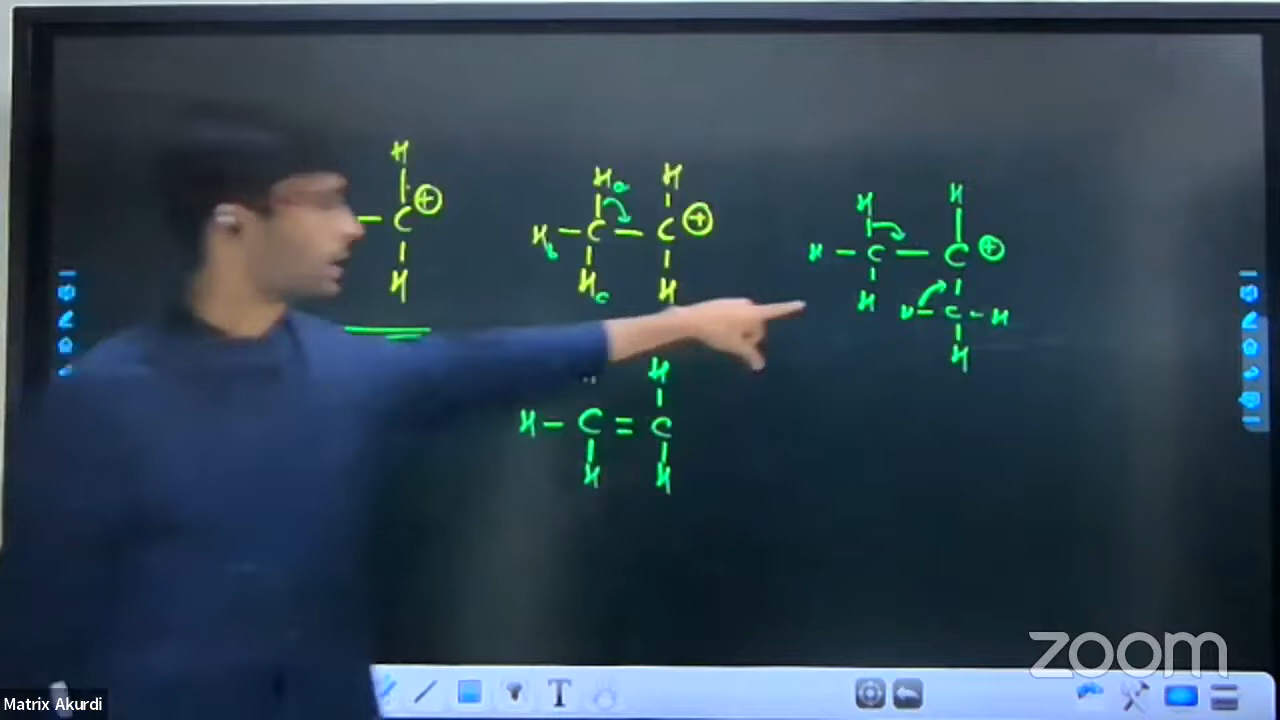 H
– C ⊕
H
Ha H
Hb – C – C ⊕
Hc H
H
H – C = C
H H
H H
H – C – C ⊕
H H – C – H
H
T
zoom
Matrix Akurdi